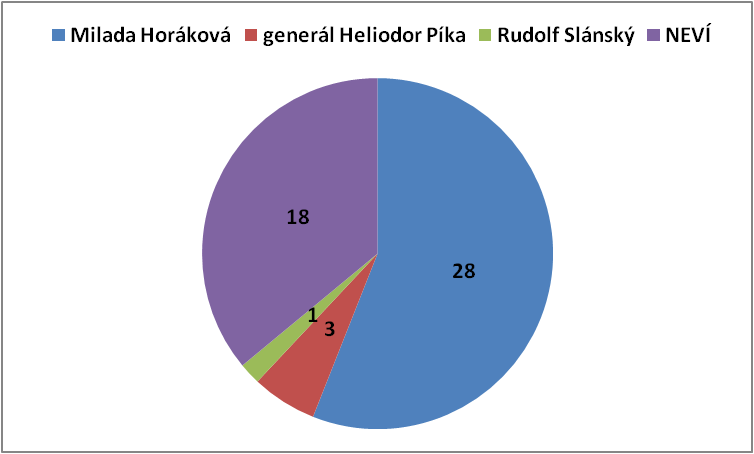 Milada Horáková generál Heliodor Píka Rudolf Slánský NEVÍ
18
28
1
3